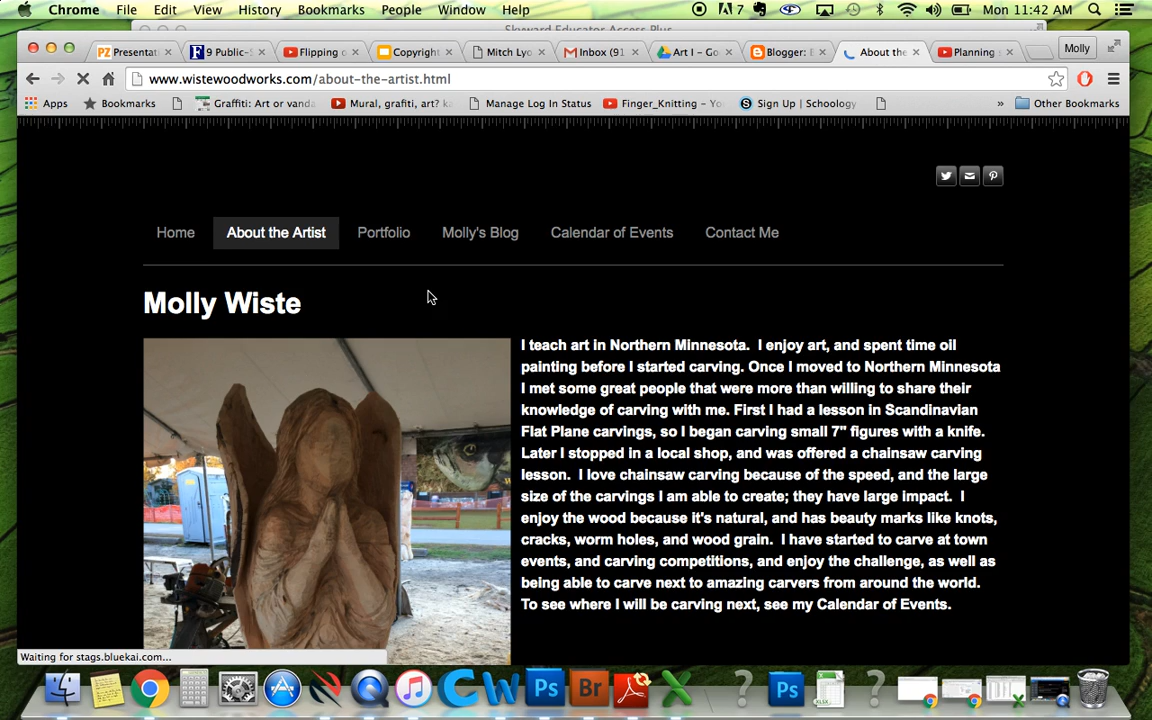 Chrome File Edit View History Bookmarks People Window Help 7 Mon 11:42 AM
Skyward Educator Access Plus
Presentat 9 Public-S Flipping o Copyright Mitch Lyo Inbox (91 Art I – Go Blogger: About the Planning s Molly
www.wistewoodworks.com/about-the-artist.html
Apps Bookmarks Graffiti: Art or vanda Mural, grafiti, art? ka Manage Log In Status Finger_Knitting – Yo Sign Up | Schoology » Other Bookmarks
Home About the Artist Portfolio Molly's Blog Calendar of Events Contact Me
Molly Wiste
I teach art in Northern Minnesota. I enjoy art, and spent time oil
painting before I started carving. Once I moved to Northern Minnesota
I met some great people that were more than willing to share their
knowledge of carving with me. First I had a lesson in Scandinavian
Flat Plane carvings, so I began carving small 7" figures with a knife.
Later I stopped in a local shop, and was offered a chainsaw carving
lesson. I love chainsaw carving because of the speed, and the large
size of the carvings I am able to create; they have large impact. I
enjoy the wood because it's natural, and has beauty marks like knots,
cracks, worm holes, and wood grain. I have started to carve at town
events, and carving competitions, and enjoy the challenge, as well as
being able to carve next to amazing carvers from around the world.
To see where I will be carving next, see my Calendar of Events.
Waiting for stags.bluekai.com...
Ps Br Ps
XLSX